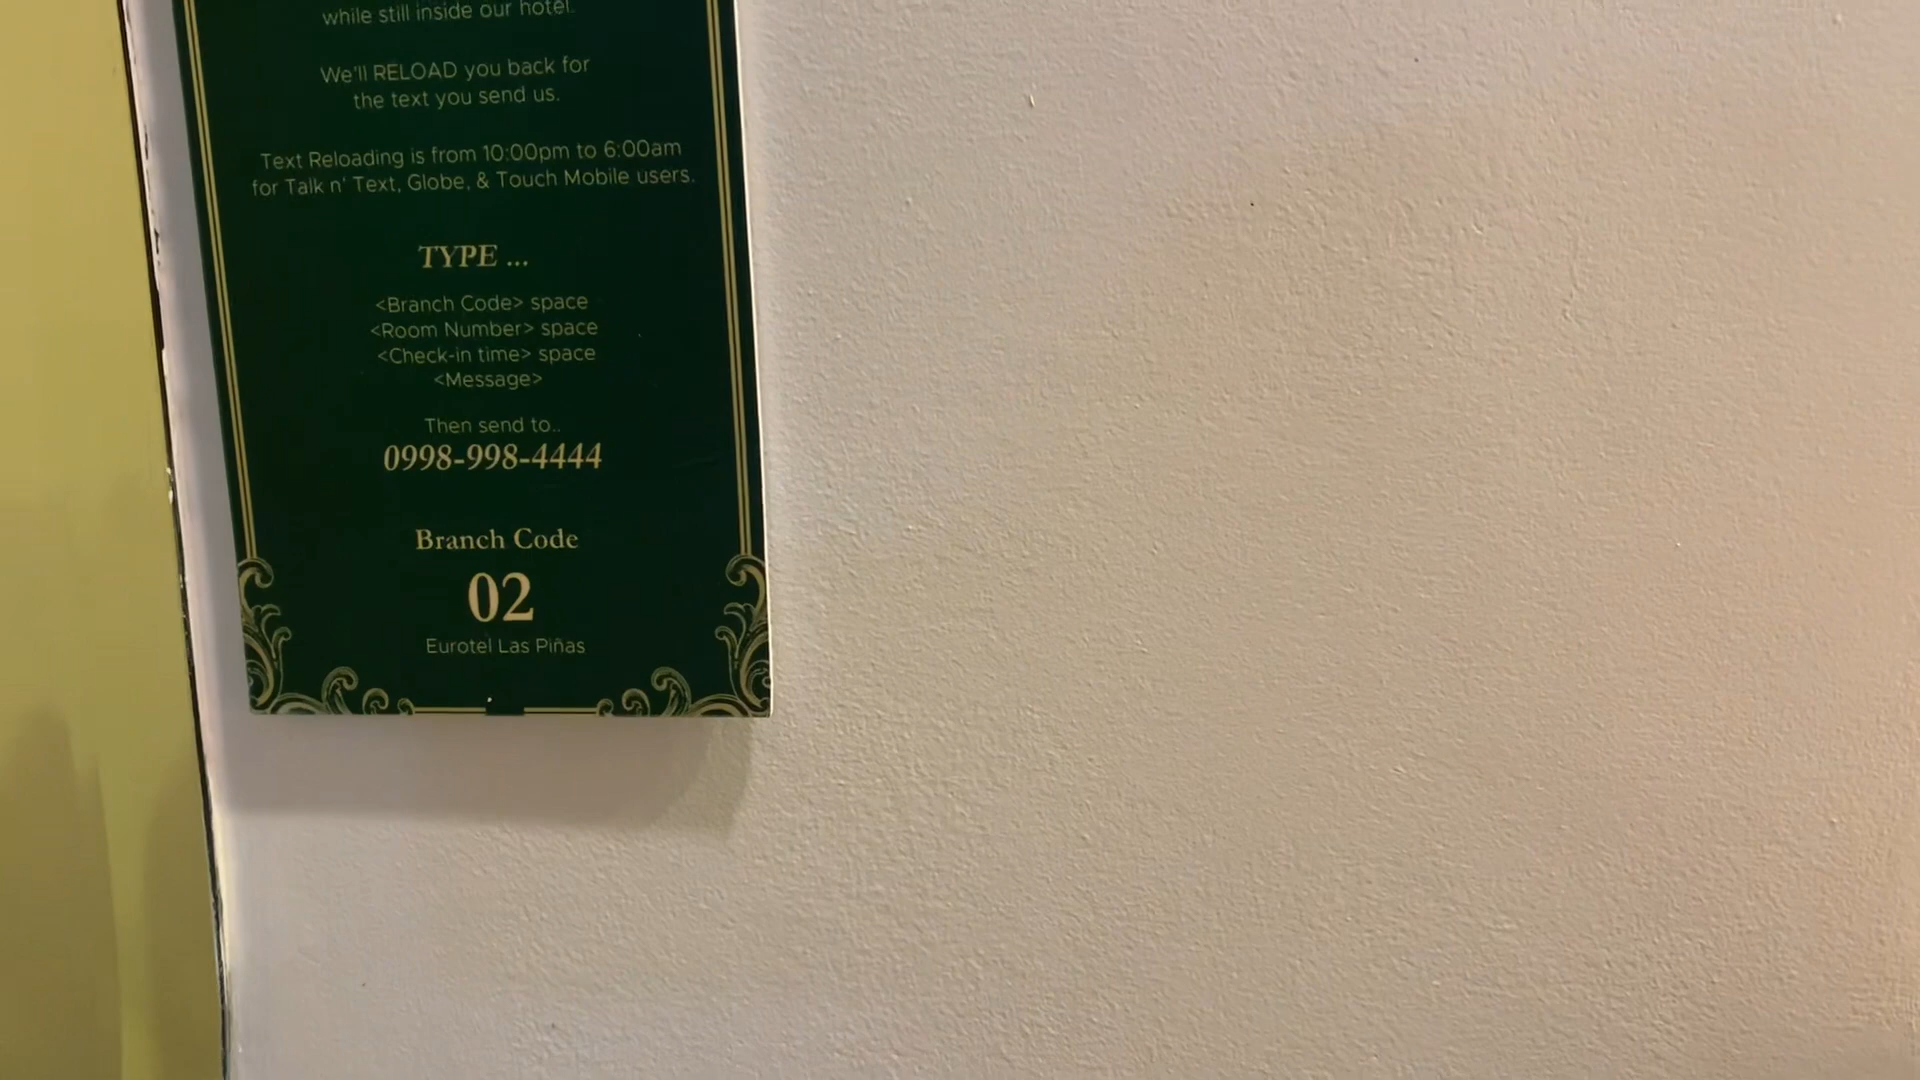 while still inside our hotel.
We'll RELOAD you back for
the text you send us.
Text Reloading is from 10:00pm to 6:00am
for Talk n' Text, Globe, & Touch Mobile users.
TYPE ...
<Branch Code> space
<Room Number> space
<Check-in time> space
<Message>
Then send to..
0998-998-4444
Branch Code
02
Eurotel Las Piñas